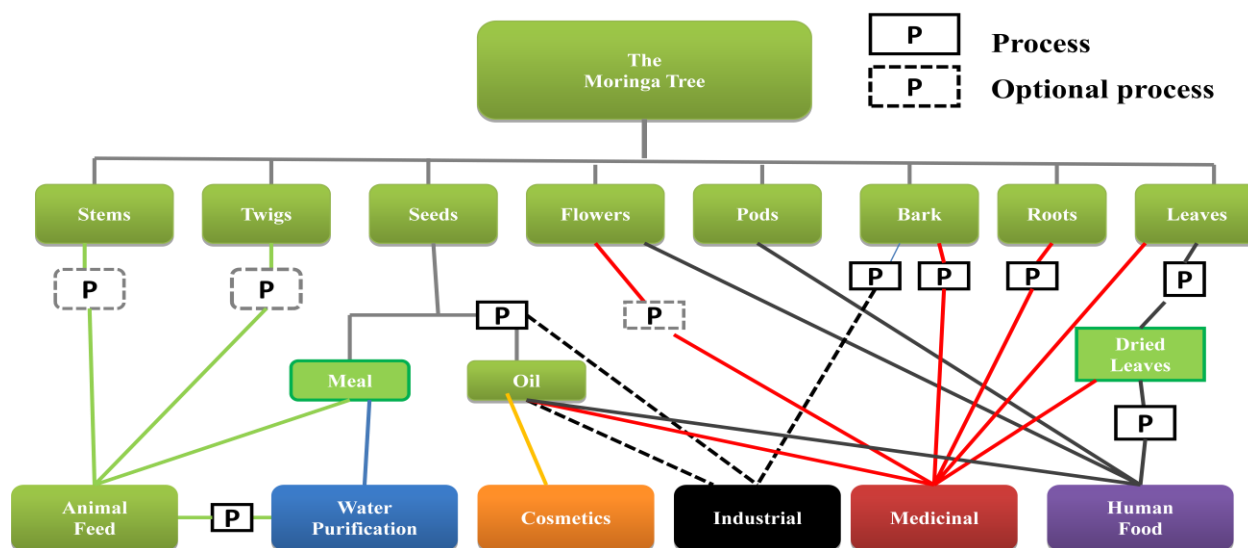 The
Moringa Tree
P
Process
P
Optional process
Stems
Twigs
Seeds
Flowers
Pods
Bark
Roots
Leaves
P
P
P
P
P
P
P
P
Meal
Oil
Dried
Leaves
P
Animal
Feed
P
Water
Purification
Cosmetics
Industrial
Medicinal
Human
Food